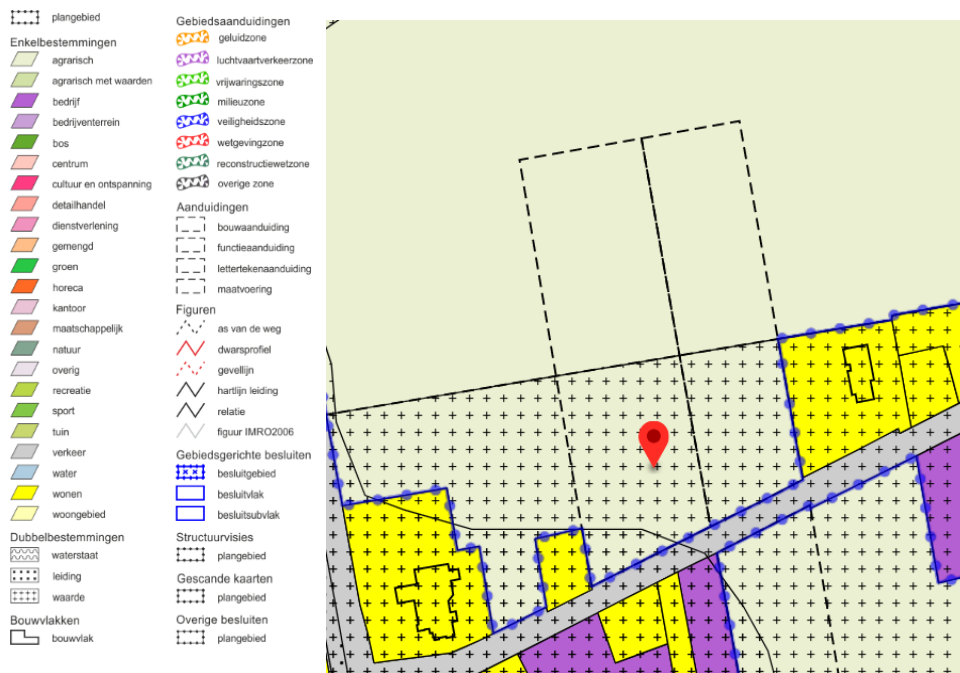 plangebied
Enkelbestemmingen
agrarisch
agrarisch met waarden
bedrijf
bedrijventerrein
bos
centrum
cultuur en ontspanning
detailhandel
dienstverlening
gemengd
groen
horeca
kantoor
maatschappelijk
natuur
overig
recreatie
sport
tuin
verkeer
water
wonen
woongebied
Dubbelbestemmingen
waterstaat
leiding
waarde
Bouwvlakken
bouwvlak
Gebiedsaanduidingen
geluidzone
luchtvaartverkeerzone
vrijwaringszone
milieuzone
veiligheidszone
wetgevingzone
reconstructiewetzone
overige zone
Aanduidingen
bouwaanduiding
functieaanduiding
lettertekenaanduiding
maatvoering
Figuren
as van de weg
dwarsprofiel
gevellijn
hartlijn leiding
relatie
figuur IMRO2006
Gebiedsgerichte besluiten
besluitgebied
besluitvlak
besluitsubvlak
Structuurvisies
plangebied
Gescande kaarten
plangebied
Overige besluiten
plangebied